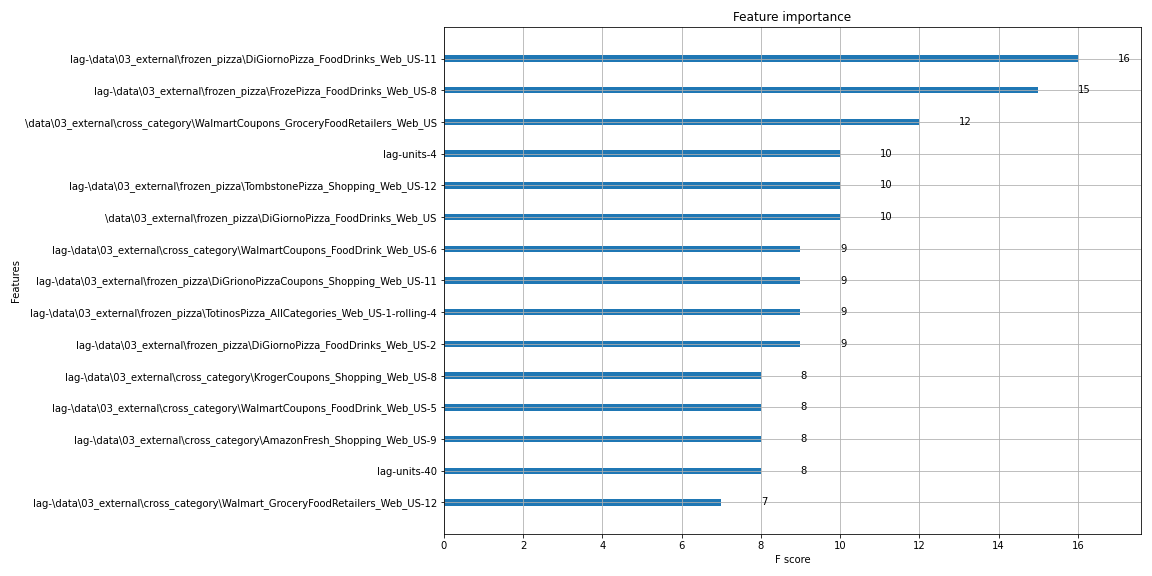 Feature importance
lag-\data\03_external\frozen_pizza\DiGiornoPizza_FoodDrinks_Web_US-11 16
lag-\data\03_external\frozen_pizza\FrozePizza_FoodDrinks_Web_US-8 15
\data\03_external\cross_category\WalmartCoupons_GroceryFoodRetailers_Web_US 12
lag-units-4 10
lag-\data\03_external\frozen_pizza\TombstonePizza_Shopping_Web_US-12 10
\data\03_external\frozen_pizza\DiGiornoPizza_FoodDrinks_Web_US 10
lag-\data\03_external\cross_category\WalmartCoupons_FoodDrink_Web_US-6 9
lag-\data\03_external\frozen_pizza\DiGrionoPizzaCoupons_Shopping_Web_US-11 9
lag-\data\03_external\frozen_pizza\TotinosPizza_AllCategories_Web_US-1-rolling-4 9
lag-\data\03_external\frozen_pizza\DiGiornoPizza_FoodDrinks_Web_US-2 9
lag-\data\03_external\cross_category\KrogerCoupons_Shopping_Web_US-8 8
lag-\data\03_external\cross_category\WalmartCoupons_FoodDrink_Web_US-5 8
lag-\data\03_external\cross_category\AmazonFresh_Shopping_Web_US-9 8
lag-units-40 8
lag-\data\03_external\cross_category\Walmart_GroceryFoodRetailers_Web_US-12 7
Features
0 2 4 6 8 10 12 14 16
F score